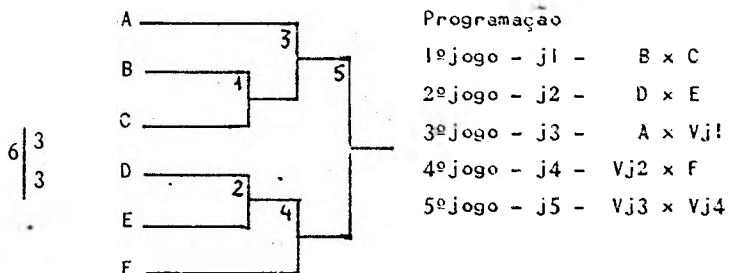 A
B
C
D
E
F
3
1
5
2
4
6 3
3
Programaçao
1º jogo - j1 - B × C
2º jogo - j2 - D × E
3º jogo - j3 - A × Vj1
4º jogo - j4 - Vj2 × F
5º jogo - j5 - Vj3 × Vj4